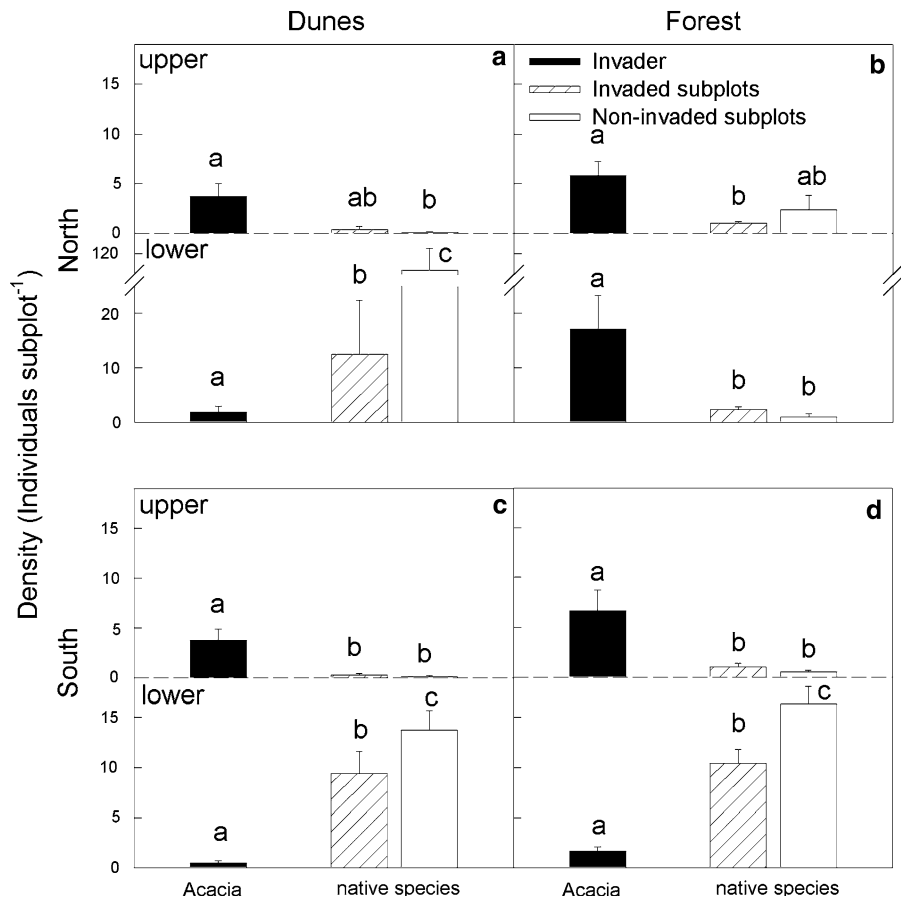 Dunes Forest
Density (Individuals subplot⁻¹)
North
upper a
15
10
5
0
a
ab
b
lower
120
20
10
0
a
b
c
b
Invader
Invaded subplots
Non-invaded subplots
a
b
ab
a
b
b
South
upper c
15
10
5
0
a
b
b
lower
15
10
5
0
a
b
c
d
a
b
b
a
b
c
Acacia native species Acacia native species